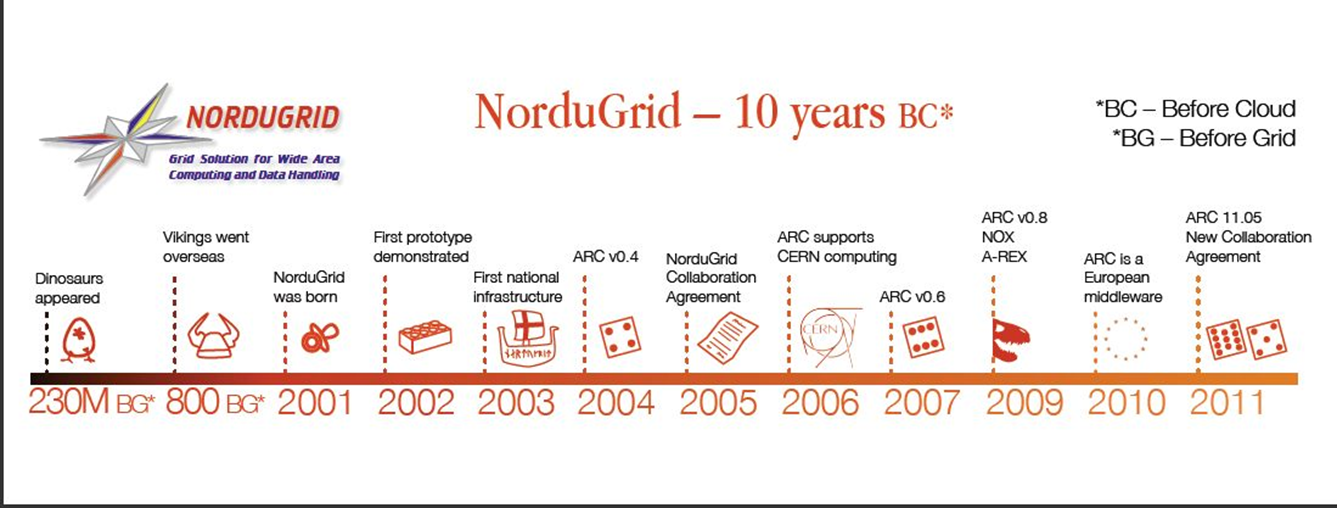 NORDUGRID
Grid Solution for Wide Area
Computing and Data Handling
NorduGrid – 10 years BC*
*BC – Before Cloud
*BG – Before Grid
Dinosaurs
appeared
Vikings went
overseas
NorduGrid
was born
First prototype
demonstrated
First national
infrastructure
ARC v0.4
NorduGrid
Collaboration
Agreement
ARC supports
CERN computing
CERN
ARC v0.6
ARC v0.8
NOX
A-REX
ARC is a
European
middleware
ARC 11.05
New Collaboration
Agreement
230M BG* 800 BG* 2001 2002 2003 2004 2005 2006 2007 2009 2010 2011